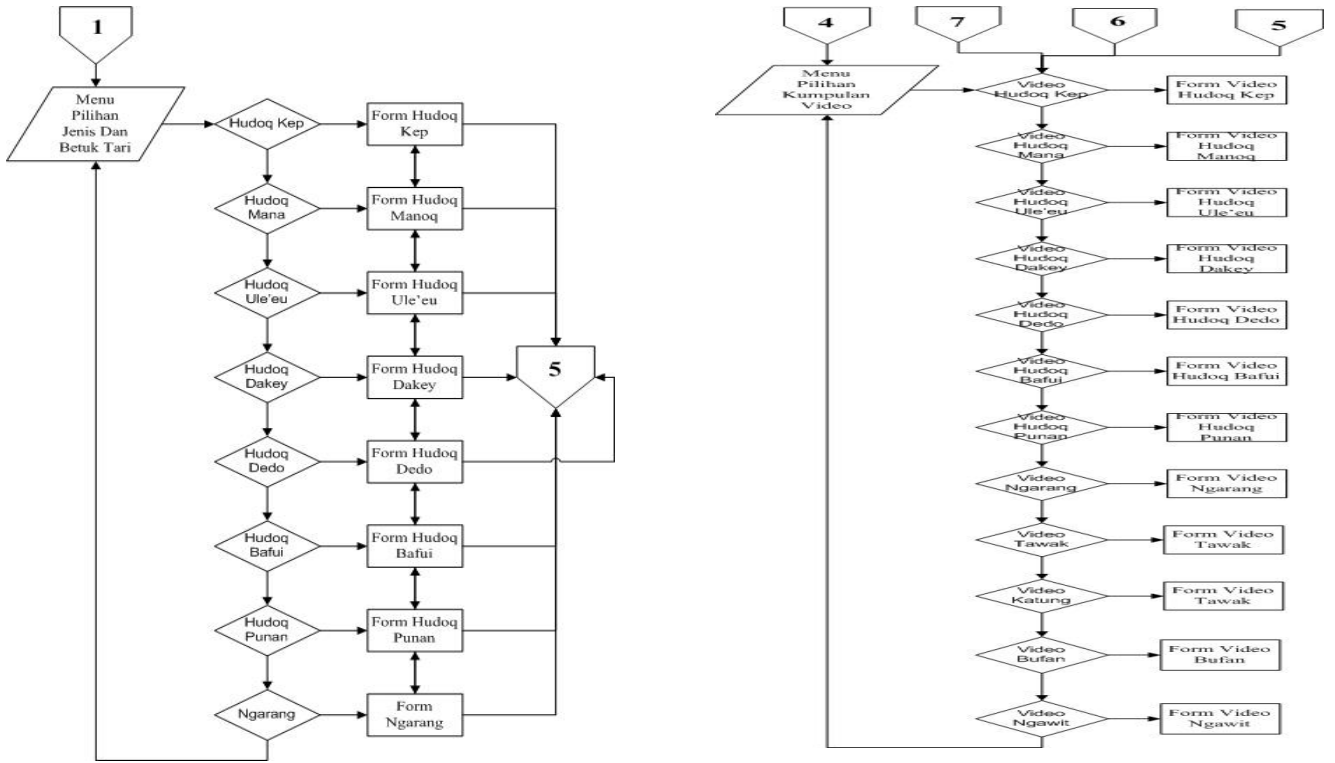 1
Menu
Pilihan
Jenis Dan
Betuk Tari
Hudoq Kep
Form Hudoq
Kep
Hudoq
Mana
Form Hudoq
Manoq
Hudoq
Ule'eu
Form Hudoq
Ule'eu
Hudoq
Dakey
Form Hudoq
Dakey
5
Hudoq
Dedo
Form Hudoq
Dedo
Hudoq
Bafui
Form Hudoq
Bafui
Hudoq
Punan
Form Hudoq
Punan
Ngarang
Form
Ngarang
4
7
6
5
Menu
Pilihan
Kumpulan
Video
Video
Hudoq Kep
Form Video
Hudoq Kep
Video
Hudoq
Mana
Form Video
Hudoq
Manoq
Video
Hudoq
Ule'eu
Form Video
Hudoq
Ule'eu
Video
Hudoq
Dakey
Form Video
Hudoq
Dakey
Video
Hudoq
Dedo
Form Video
Hudoq Dedo
Video
Hudoq
Bafui
Form Video
Hudoq Bafui
Video
Hudoq
Punan
Form Video
Hudoq
Punan
Video
Ngarang
Form Video
Ngarang
Video
Tawak
Form Video
Tawak
Video
Katung
Form Video
Tawak
Video
Bufan
Form Video
Bufan
Video
Ngawit
Form Video
Ngawit